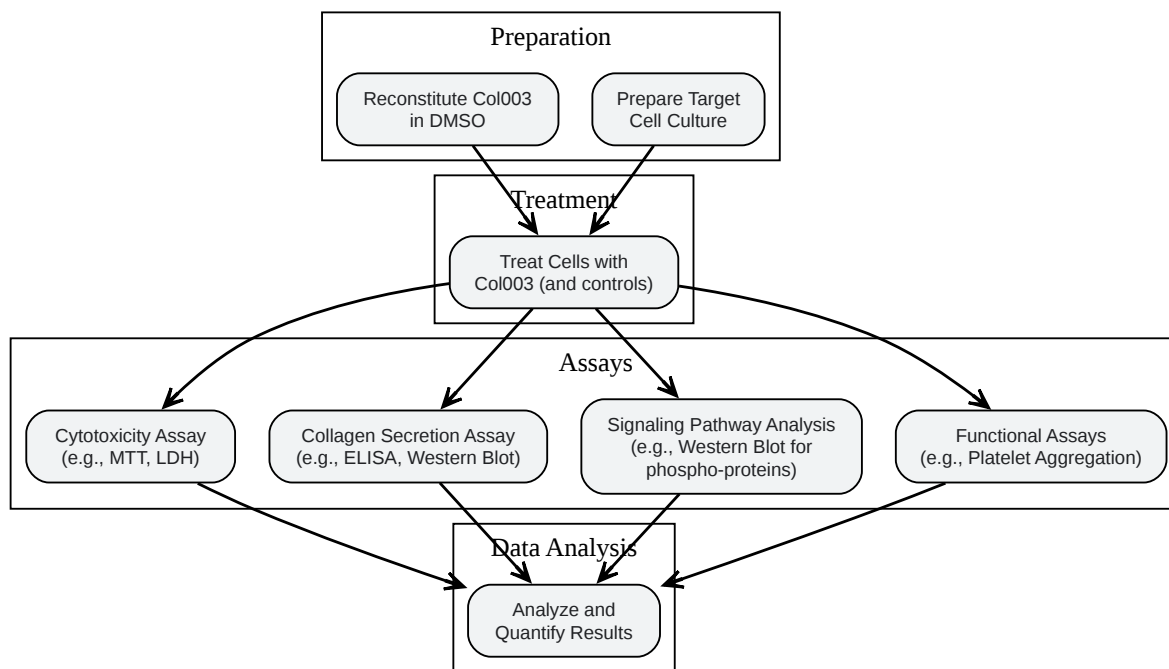 Preparation
Reconstitute Col003
in DMSO
Prepare Target
Cell Culture
Treatment
Treat Cells with
Col003 (and controls)
Assays
Cytotoxicity Assay
(e.g., MTT, LDH)
Collagen Secretion Assay
(e.g., ELISA, Western Blot)
Signaling Pathway Analysis
(e.g., Western Blot for
phospho-proteins)
Functional Assays
(e.g., Platelet Aggregation)
Data Analysis
Analyze and
Quantify Results